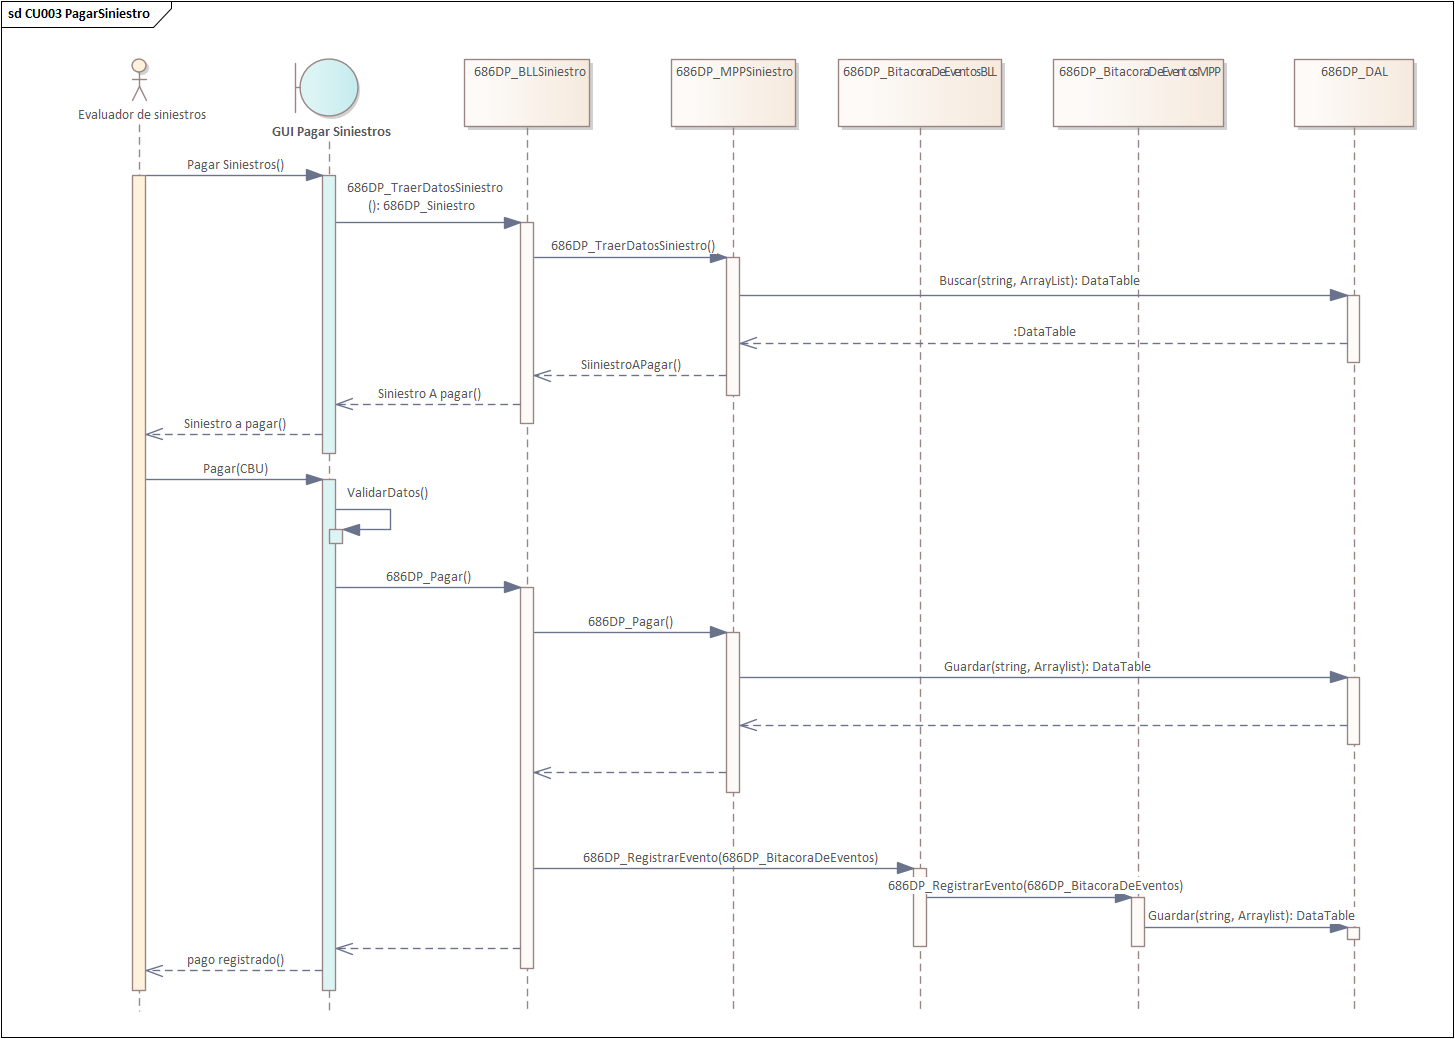 sd CU003 PagarSiniestro
Evaluador de siniestros
GUI Pagar Siniestros
686DP_BLLSiniestro
686DP_MPPSiniestro
686DP_BitacoraDeEventosBLL
686DP_BitacoraDeEventosMPP
686DP_DAL
Pagar Siniestros()
686DP_TraerDatosSiniestro
(): 686DP_Siniestro
686DP_TraerDatosSiniestro()
Buscar(string, ArrayList): DataTable
:DataTable
SiiniestroAPagar()
Siniestro A pagar()
Siniestro a pagar()
Pagar(CBU)
ValidarDatos()
686DP_Pagar()
686DP_Pagar()
Guardar(string, Arraylist): DataTable
686DP_RegistrarEvento(686DP_BitacoraDeEventos)
686DP_RegistrarEvento(686DP_BitacoraDeEventos)
Guardar(string, Arraylist): DataTable
pago registrado()